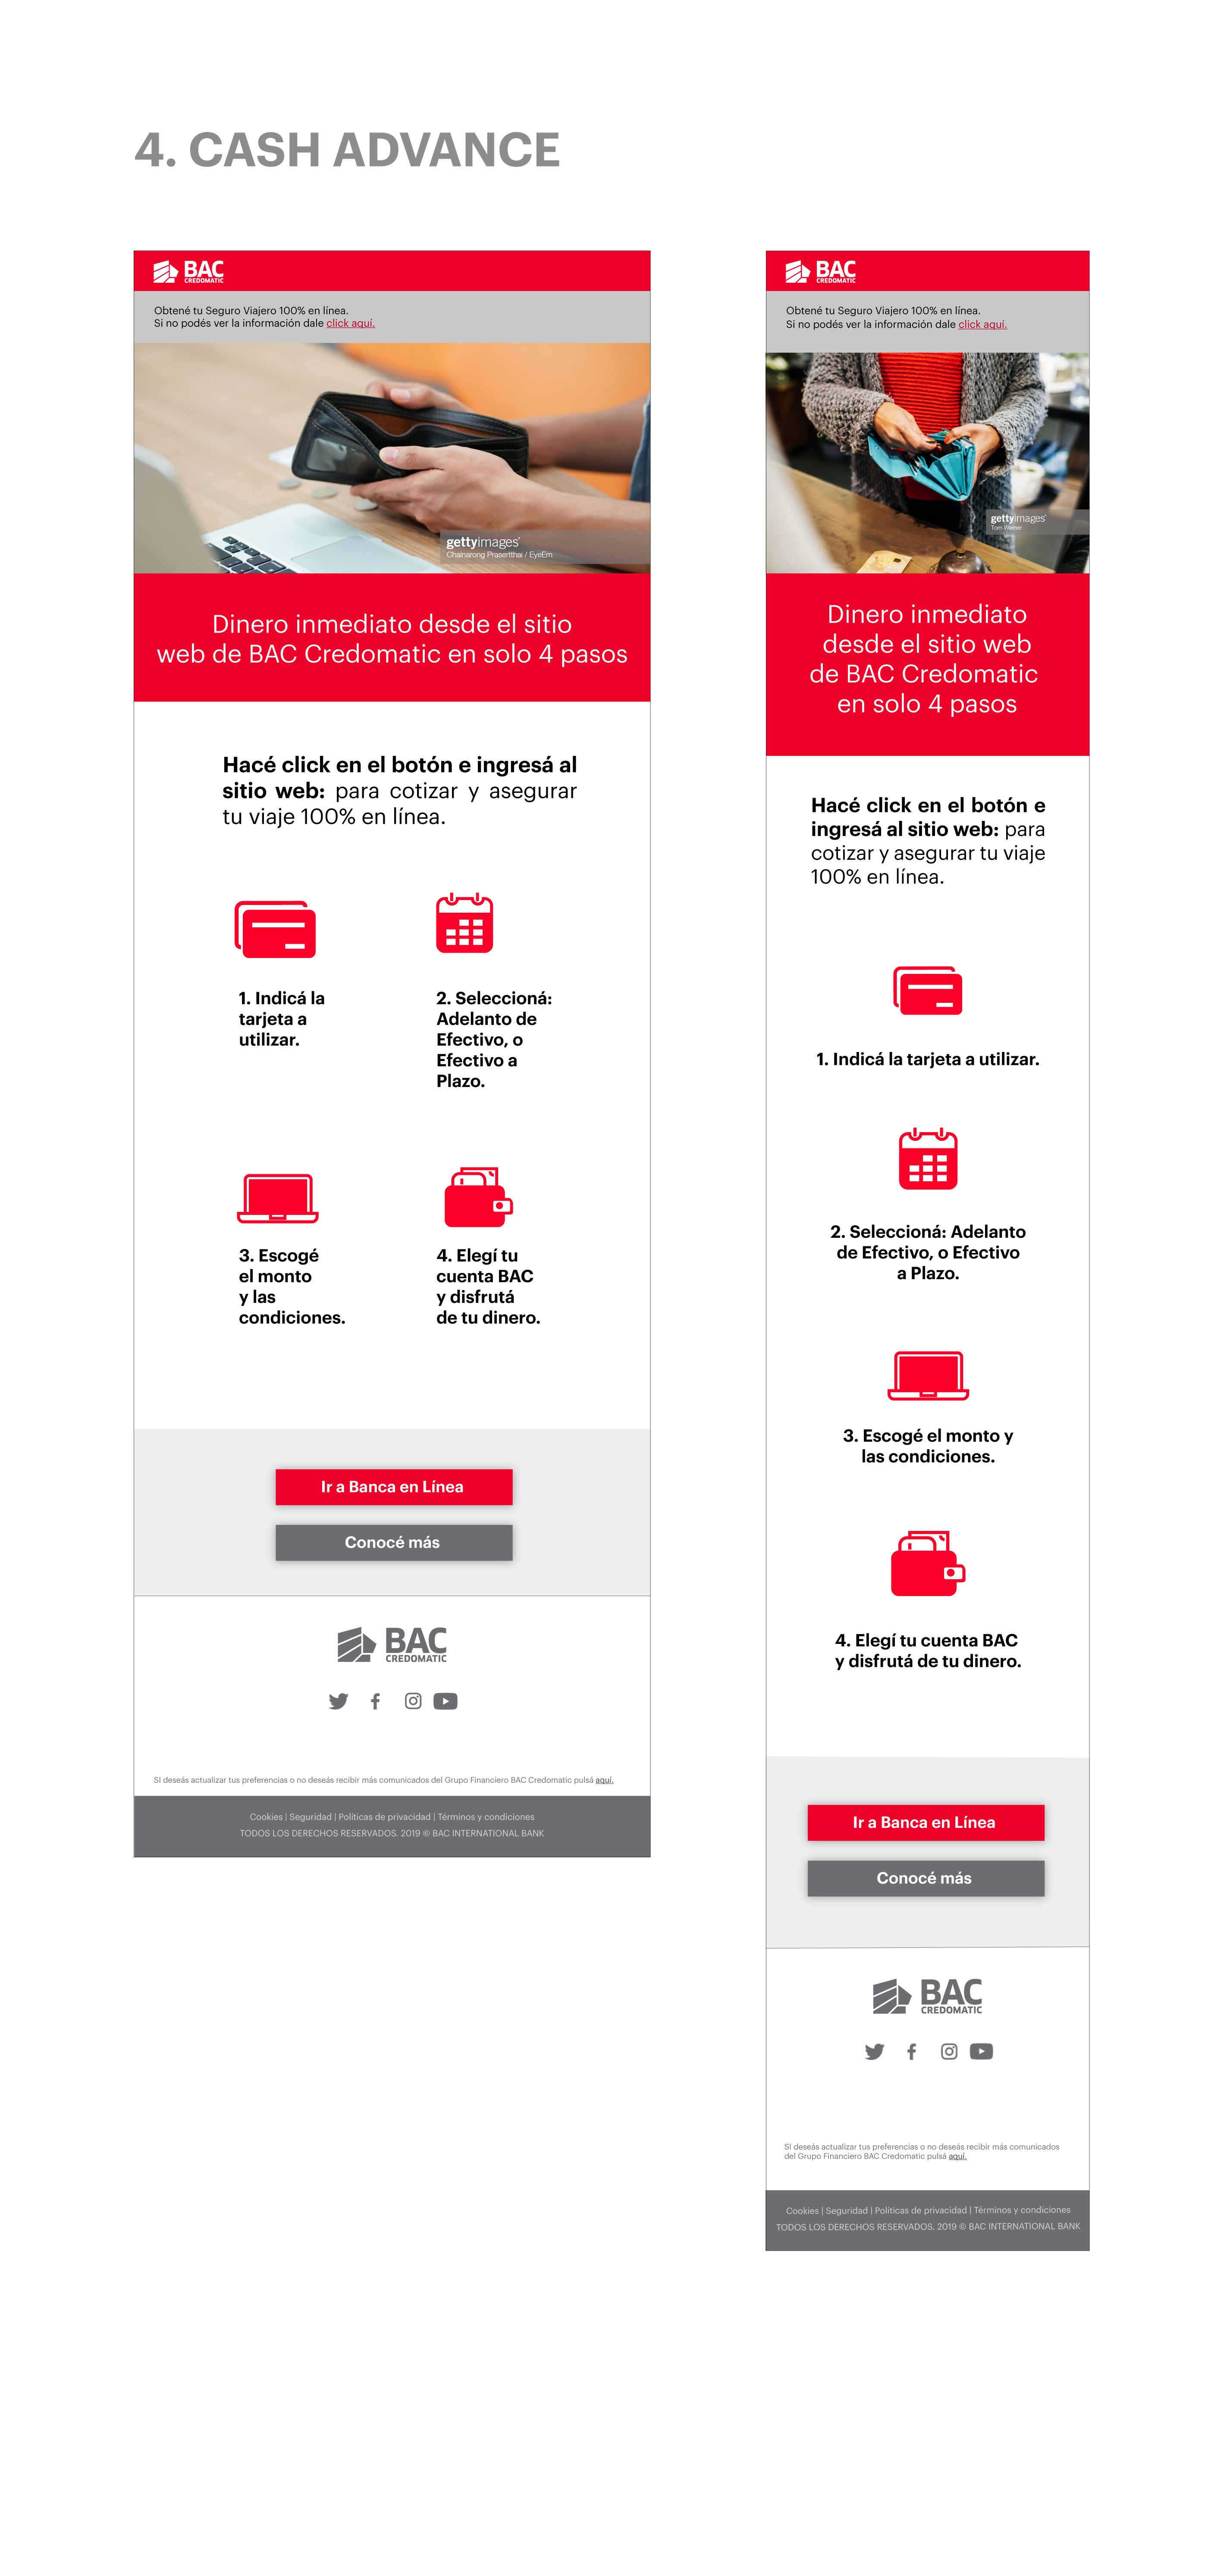 4. CASH ADVANCE
BAC
CREDOMATIC
Obtené tu Seguro Viajero 100% en línea.
Si no podés ver la información dale click aquí.
gettyimages®
Chainarong Prasertthai / EyeEm
Dinero inmediato desde el sitio
web de BAC Credomatic en solo 4 pasos
Hacé click en el botón e ingresá al
sitio web: para cotizar y asegurar
tu viaje 100% en línea.
1. Indicá la
tarjeta a
utilizar.
2. Seleccioná:
Adelanto de
Efectivo, o
Efectivo a
Plazo.
3. Escogé
el monto
y las
condiciones.
4. Elegí tu
cuenta BAC
y disfrutá
de tu dinero.
Ir a Banca en Línea
Conocé más
BAC
CREDOMATIC
SI deseás actualizar tus preferencias o no deseás recibir más comunicados del Grupo Financiero BAC Credomatic pulsá aquí.
Cookies | Seguridad | Políticas de privacidad | Términos y condiciones
TODOS LOS DERECHOS RESERVADOS. 2019 © BAC INTERNATIONAL BANK
BAC
CREDOMATIC
Obtené tu Seguro Viajero 100% en línea.
Si no podés ver la información dale click aquí.
gettyimages®
Tom Werner
Dinero inmediato
desde el sitio web
de BAC Credomatic
en solo 4 pasos
Hacé click en el botón e
ingresá al sitio web: para
cotizar y asegurar tu viaje
100% en línea.
1. Indicá la tarjeta a utilizar.
2. Seleccioná: Adelanto
de Efectivo, o Efectivo
a Plazo.
3. Escogé el monto y
las condiciones.
4. Elegí tu cuenta BAC
y disfrutá de tu dinero.
Ir a Banca en Línea
Conocé más
BAC
CREDOMATIC
SI deseás actualizar tus preferencias o no deseás recibir más comunicados
del Grupo Financiero BAC Credomatic pulsá aquí.
Cookies | Seguridad | Políticas de privacidad | Términos y condiciones
TODOS LOS DERECHOS RESERVADOS. 2019 © BAC INTERNATIONAL BANK